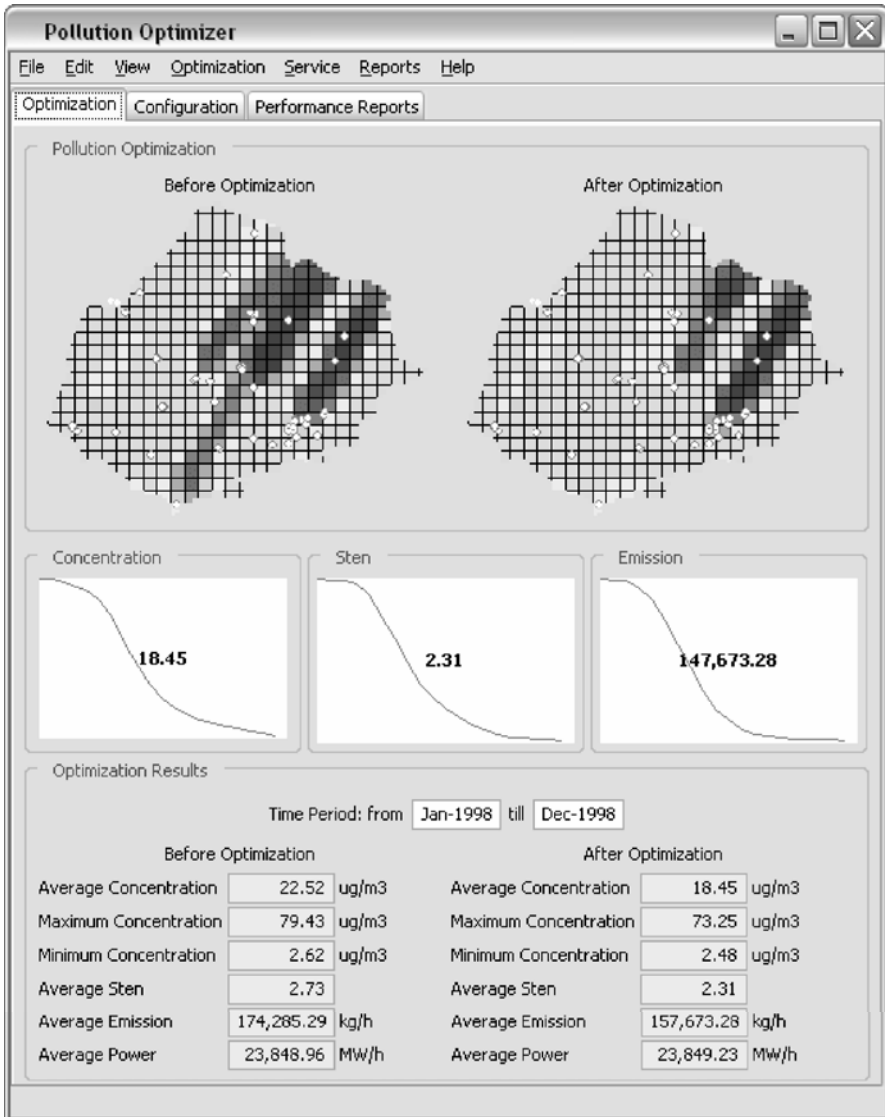 Pollution Optimizer
File Edit View Optimization Service Reports Help
Optimization Configuration Performance Reports
Pollution Optimization
Before Optimization After Optimization
Concentration Sten Emission
18.45 2.31 147,673.28
Optimization Results
Time Period: from Jan-1998 till Dec-1998
Before Optimization After Optimization
Average Concentration 22.52 ug/m3 Average Concentration 18.45 ug/m3
Maximum Concentration 79.43 ug/m3 Maximum Concentration 73.25 ug/m3
Minimum Concentration 2.62 ug/m3 Minimum Concentration 2.48 ug/m3
Average Sten 2.73 Average Sten 2.31
Average Emission 174,285.29 kg/h Average Emission 157,673.28 kg/h
Average Power 23,848.96 MW/h Average Power 23,849.23 MW/h